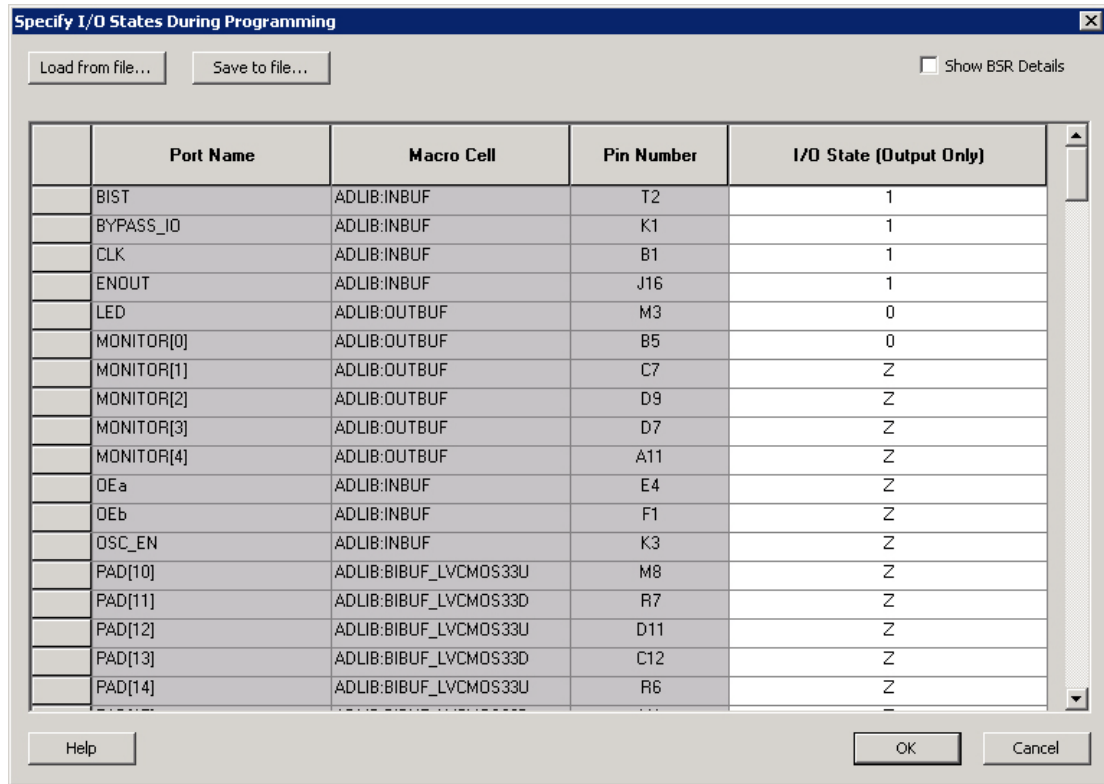 Specify I/O States During Programming
Load from file... Save to file... Show BSR Details
Port Name Macro Cell Pin Number I/O State (Output Only)
BIST ADLIB:INBUF T2 1
BYPASS_IO ADLIB:INBUF K1 1
CLK ADLIB:INBUF B1 1
ENOUT ADLIB:INBUF J16 1
LED ADLIB:OUTBUF M3 0
MONITOR[0] ADLIB:OUTBUF B5 0
MONITOR[1] ADLIB:OUTBUF C7 Z
MONITOR[2] ADLIB:OUTBUF D9 Z
MONITOR[3] ADLIB:OUTBUF D7 Z
MONITOR[4] ADLIB:OUTBUF A11 Z
OEa ADLIB:INBUF E4 Z
OEb ADLIB:INBUF F1 Z
OSC_EN ADLIB:INBUF K3 Z
PAD[10] ADLIB:BIBUF_LVCMOS33U M8 Z
PAD[11] ADLIB:BIBUF_LVCMOS33D R7 Z
PAD[12] ADLIB:BIBUF_LVCMOS33U D11 Z
PAD[13] ADLIB:BIBUF_LVCMOS33D C12 Z
PAD[14] ADLIB:BIBUF_LVCMOS33U R6 Z
Help OK Cancel